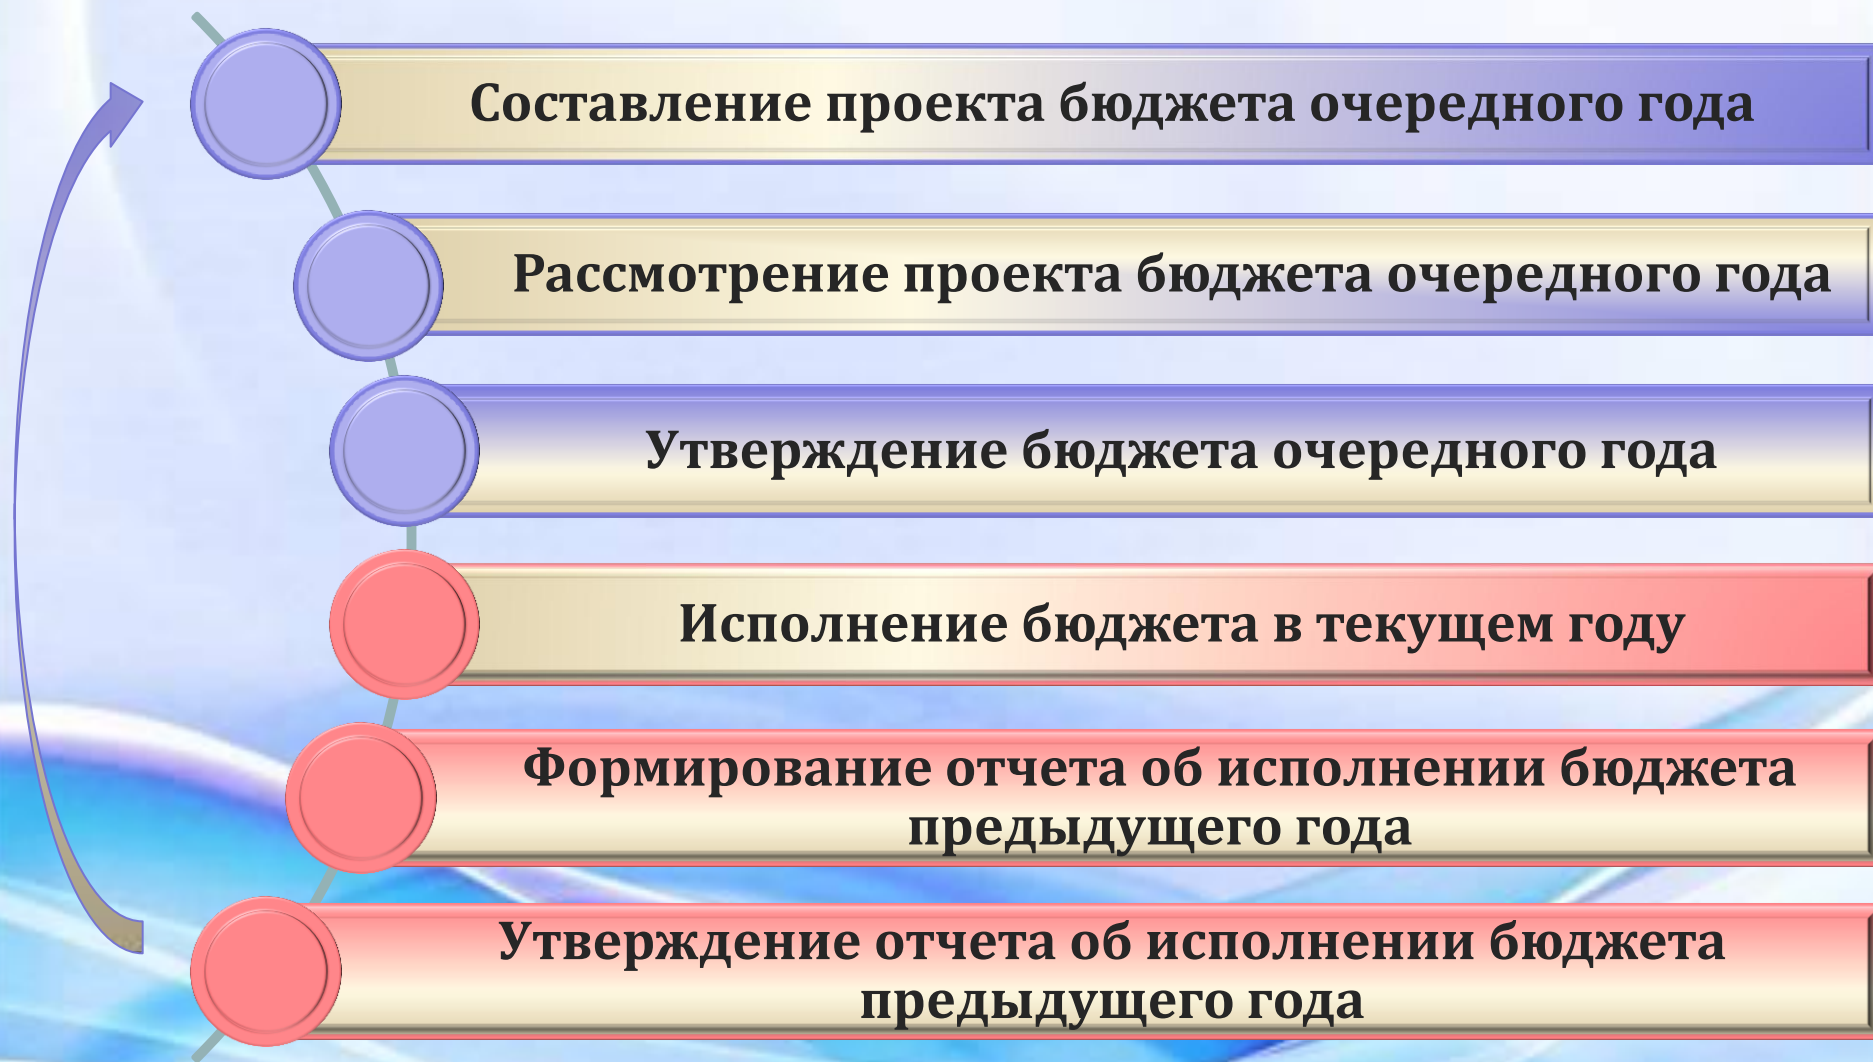 Составление проекта бюджета очередного года
Рассмотрение проекта бюджета очередного года
Утверждение бюджета очередного года
Исполнение бюджета в текущем году
Формирование отчета об исполнении бюджета
предыдущего года
Утверждение отчета об исполнении бюджета
предыдущего года